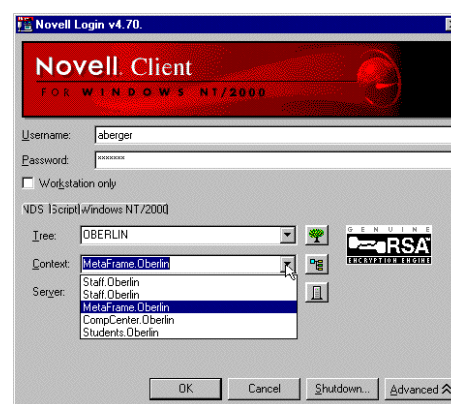 Novell Login v4.70.
Novell. Client
FOR WINDOWS NT/2000
Username: aberger
Password: xxxxxxx
Workstation only
NDS Script Windows NT/2000
Tree: OBERLIN
GENUINE
RSA
ENCRYPTION ENGINE
Context: MetaFrame.Oberlin
Server:
Staff.Oberlin
Staff.Oberlin
MetaFrame.Oberlin
CompCenter.Oberlin
Students.Oberlin
OK Cancel Shutdown... Advanced